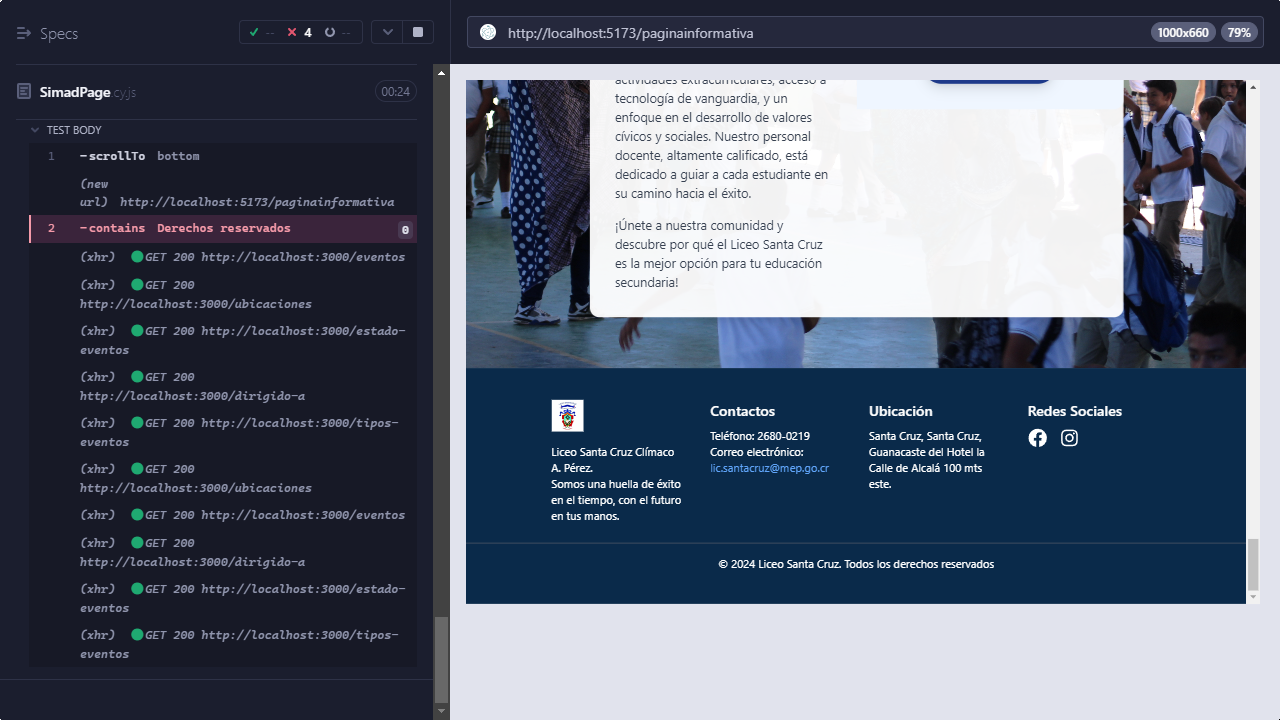 Specs
-- 4 --
http://localhost:5173/paginainformativa
1000x660
79%
SimadPage.cy.js
00:24
TEST BODY
1 -scrollTo bottom
(new
url) http://localhost:5173/paginainformativa
2 -contains Derechos reservados 0
(xhr) GET 200 http://localhost:3000/eventos
(xhr) GET 200
http://localhost:3000/ubicaciones
(xhr) GET 200 http://localhost:3000/estado-
eventos
(xhr) GET 200
http://localhost:3000/dirigido-a
(xhr) GET 200 http://localhost:3000/tipos-
eventos
(xhr) GET 200
http://localhost:3000/ubicaciones
(xhr) GET 200 http://localhost:3000/eventos
(xhr) GET 200
http://localhost:3000/dirigido-a
(xhr) GET 200 http://localhost:3000/estado-
eventos
(xhr) GET 200 http://localhost:3000/tipos-
eventos
actividades extracurriculares, acceso a
tecnología de vanguardia, y un
enfoque en el desarrollo de valores
cívicos y sociales. Nuestro personal
docente, altamente calificado, está
dedicado a guiar a cada estudiante en
su camino hacia el éxito.
¡Únete a nuestra comunidad y
descubre por qué el Liceo Santa Cruz
es la mejor opción para tu educación
secundaria!
Liceo Santa Cruz Clímaco
A. Pérez.
Somos una huella de éxito
en el tiempo, con el futuro
en tus manos.
Contactos
Teléfono: 2680-0219
Correo electrónico:
lic.santacruz@mep.go.cr
Ubicación
Santa Cruz, Santa Cruz,
Guanacaste del Hotel la
Calle de Alcalá 100 mts
este.
Redes Sociales
© 2024 Liceo Santa Cruz. Todos los derechos reservados